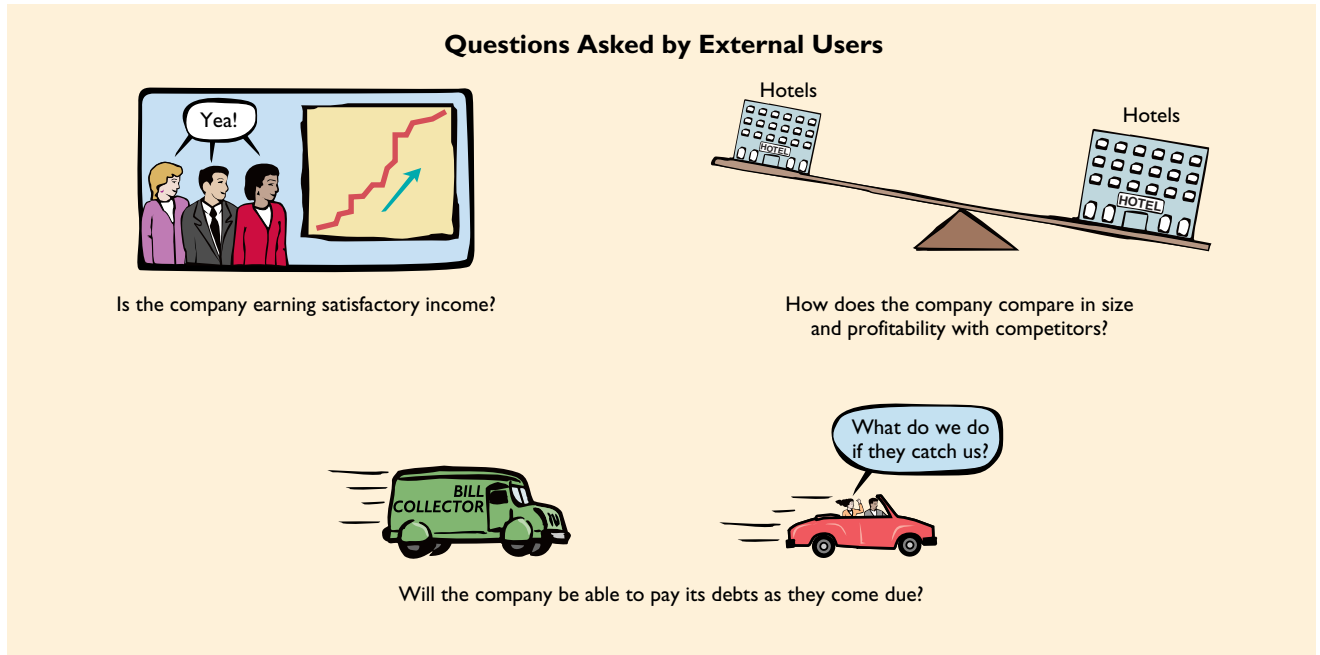 Questions Asked by External Users
Yea!
Is the company earning satisfactory income?
Hotels
HOTEL
Hotels
HOTEL
How does the company compare in size
and profitability with competitors?
BILL
COLLECTOR
What do we do
if they catch us?
Will the company be able to pay its debts as they come due?